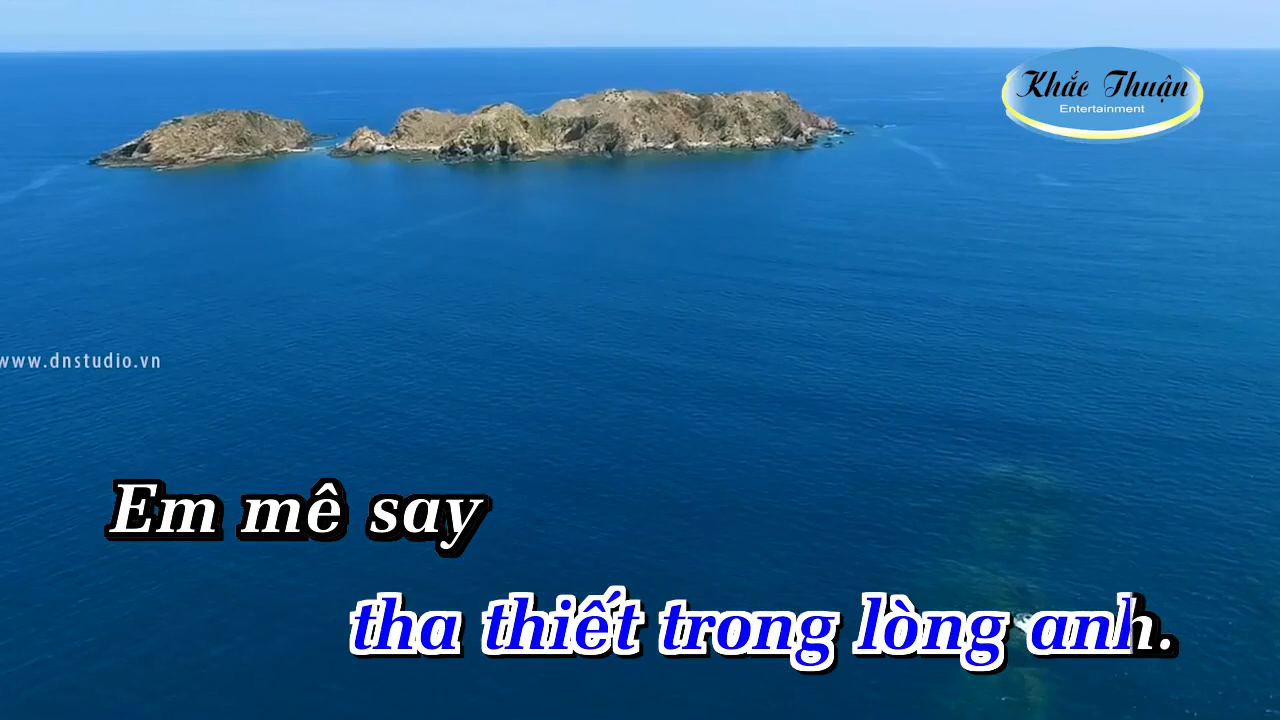 Khắc Thuận
Entertainment
www.dnstudio.vn
Em mê say
tha thiết trong lòng anh.